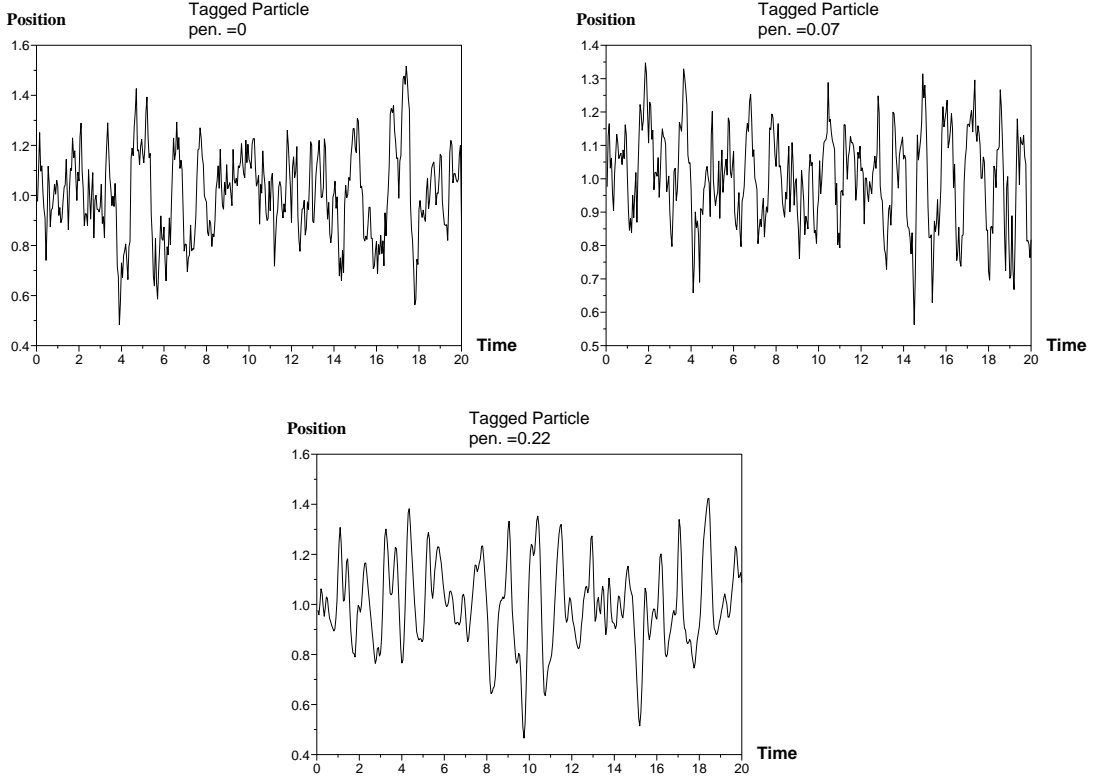 Tagged Particle
Position
pen. =0
1.6
1.4
1.2
1.0
0.8
0.6
0.4
0 2 4 6 8 10 12 14 16 18 20
Time
Tagged Particle
Position
pen. =0.07
1.4
1.3
1.2
1.1
1.0
0.9
0.8
0.7
0.6
0.5
0 2 4 6 8 10 12 14 16 18 20
Time
Tagged Particle
Position
pen. =0.22
1.6
1.4
1.2
1.0
0.8
0.6
0.4
0 2 4 6 8 10 12 14 16 18 20
Time